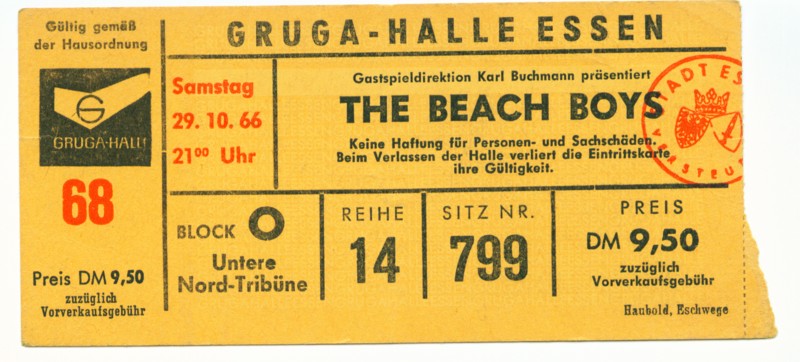 Gültig gemäß
der Hausordnung
G
GRUGA-HALLE
68
Preis DM 9,50
zuzüglich
Vorverkaufsgebühr
GRUGA-HALLE ESSEN
Samstag
29. 10. 66
21⁰⁰ Uhr
Gastspieldirektion Karl Buchmann präsentiert
THE BEACH BOYS
Keine Haftung für Personen- und Sachschäden.
Beim Verlassen der Halle verliert die Eintrittskarte
ihre Gültigkeit.
STADT ES
VERSTEU
BLOCK O
Untere
Nord-Tribüne
REIHE
14
SITZ NR.
799
PREIS
DM 9,50
zuzüglich
Vorverkaufsgebühr
Haubold, Eschwege